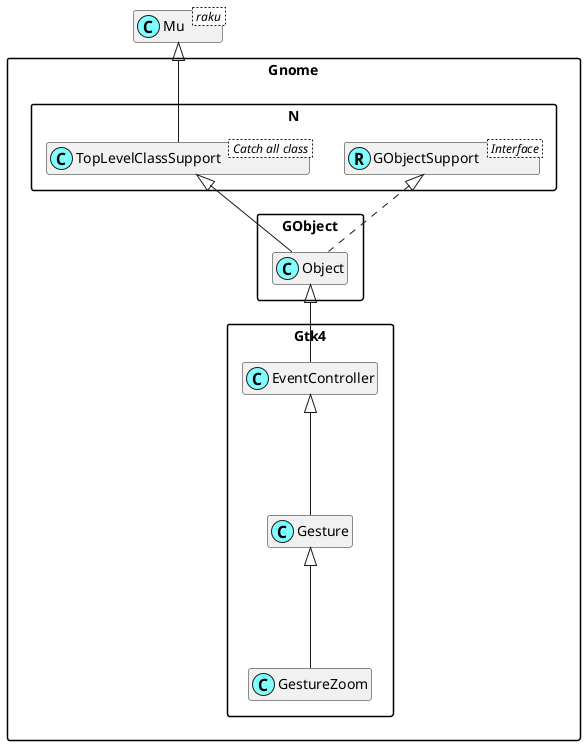 C Mu raku
Gnome
N
C TopLevelClassSupport Catch all class
R GObjectSupport Interface
GObject
C Object
Gtk4
C EventController
C Gesture
C GestureZoom